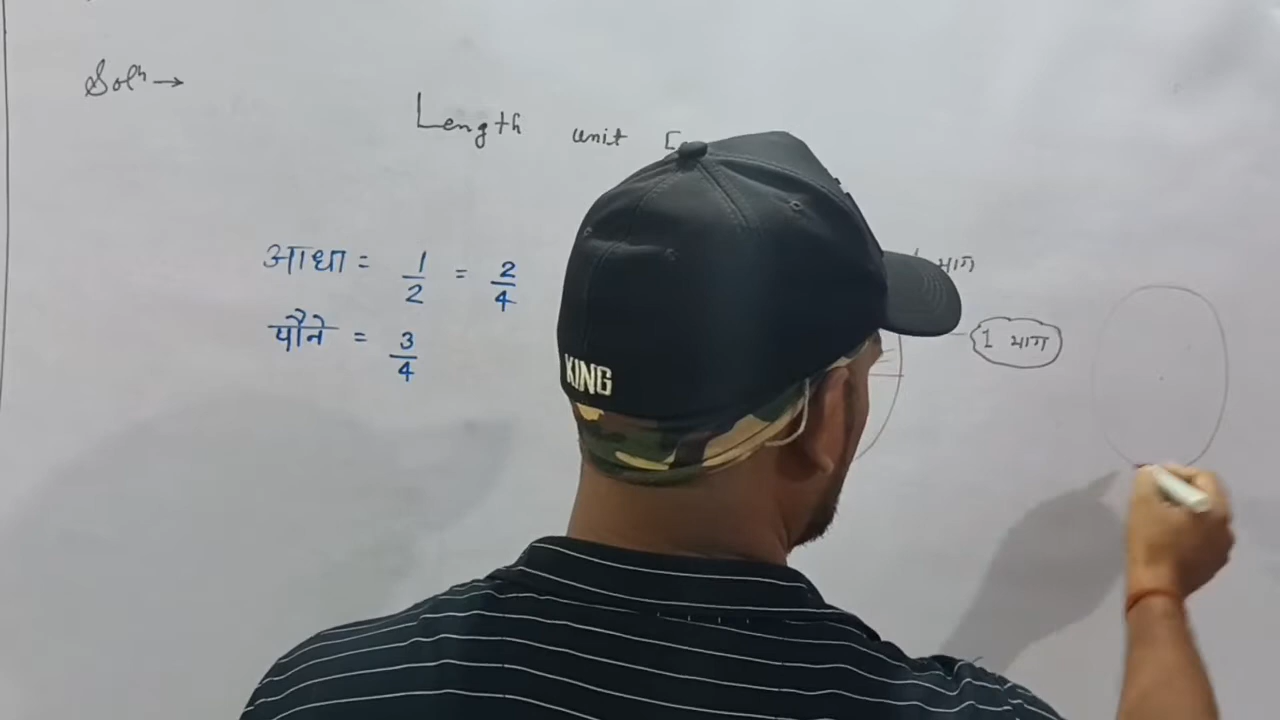 Solⁿ →
Length unit [
आधा = 1/2 = 2/4
भाग
पौने = 3/4
1 भाग
KING